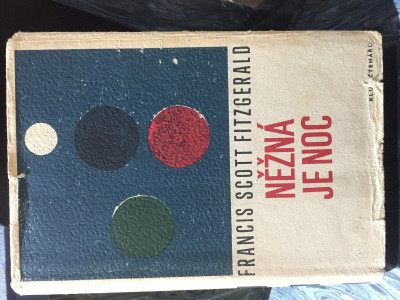 FRANCIS SCOTT FITZGERALD
NĚŽNÁ
JE NOC
KLUB ČTENÁŘŮ